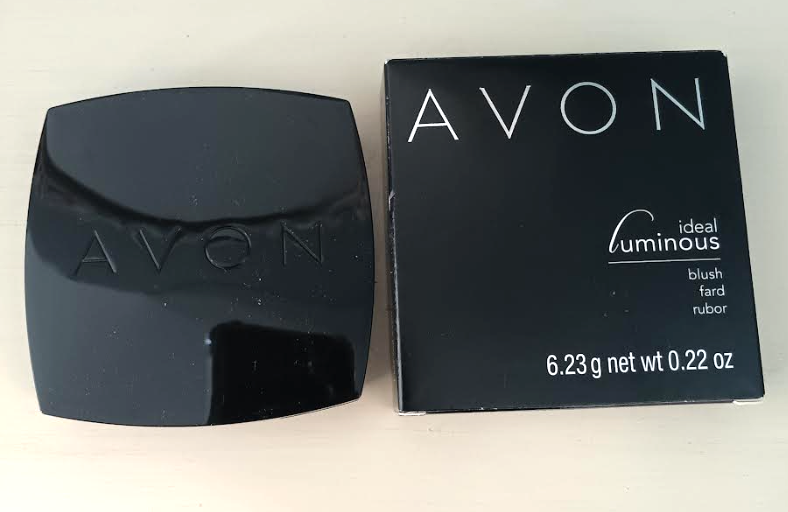 AVON
AVON
ideal
luminous
blush
fard
rubor
6.23 g net wt 0.22 oz